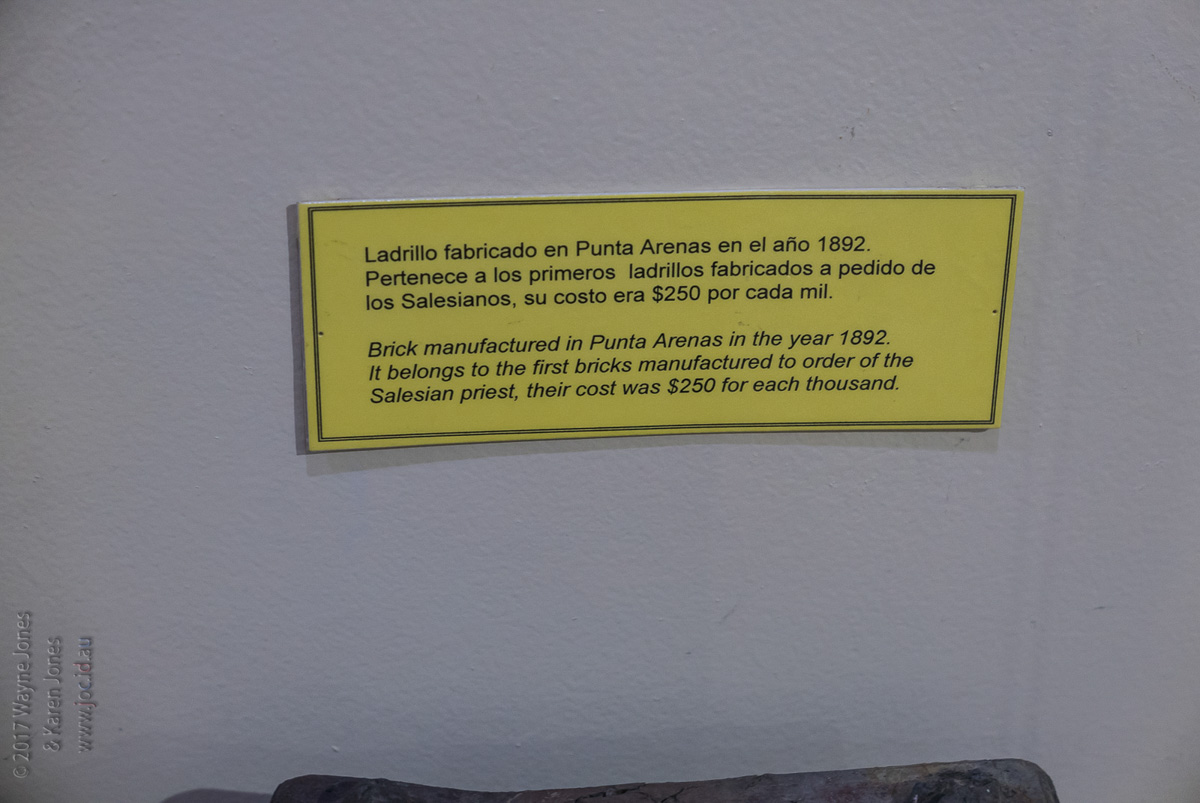 Ladrillo fabricado en Punta Arenas en el año 1892.
Pertenece a los primeros ladrillos fabricados a pedido de
los Salesianos, su costo era $250 por cada mil.
Brick manufactured in Punta Arenas in the year 1892.
It belongs to the first bricks manufactured to order of the
Salesian priest, their cost was $250 for each thousand.
© 2017 Wayne Jones
& Karen Jones
www.joc.id.au